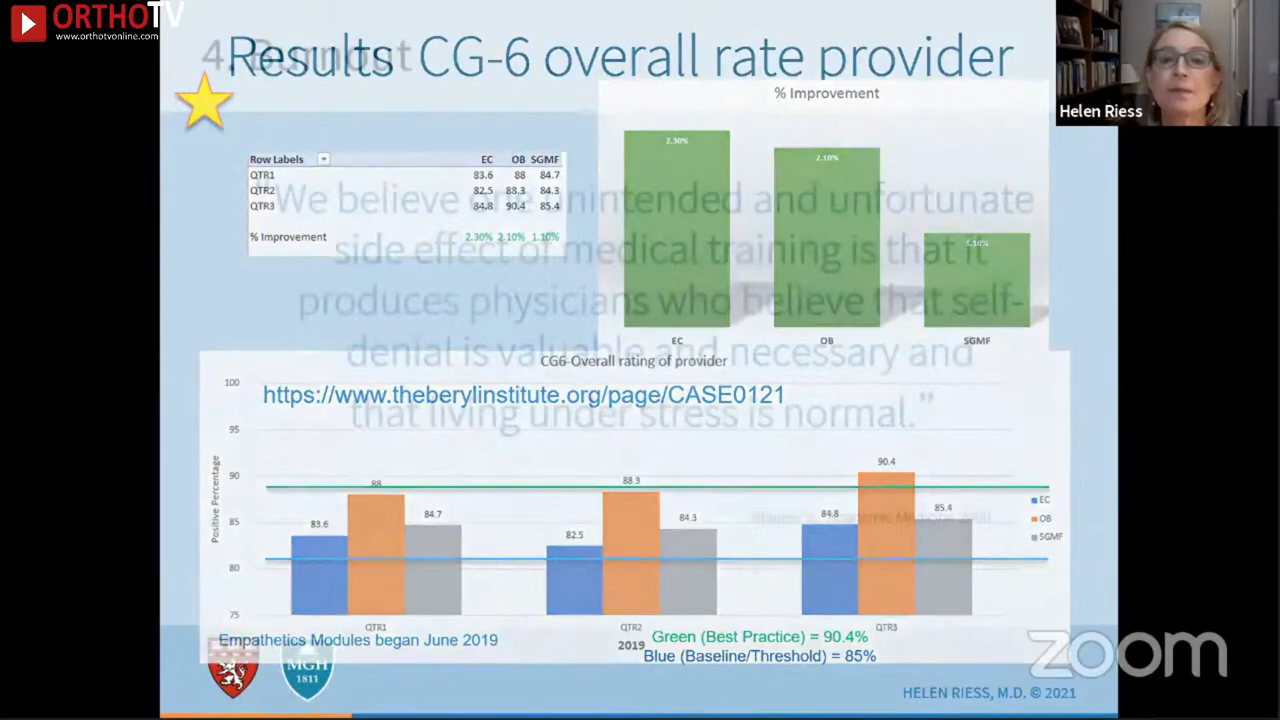 ORTHOTV
www.orthotvonline.com
Helen Riess
4. Burnout
Results CG-6 overall rate provider
% Improvement
2.30%
2.10%
1.10%
EC
OB
SGMF
Row Labels EC OB SGMF
QTR1 83.6 88 84.7
QTR2 82.5 88.3 84.3
QTR3 84.8 90.4 85.4
% Improvement 2.30% 2.10% 1.10%
"We believe one unintended and unfortunate
side effect of medical training is that it
produces physicians who believe that self-
denial is valuable and necessary and
that living under stress is normal."
CG6-Overall rating of provider
https://www.theberylinstitute.org/page/CASE0121
Positive Percentage
100
95
90
85
80
75
83.6
88
84.7
82.5
88.3
84.3
84.8
90.4
85.4
EC
OB
SGMF
QTR1
QTR2
QTR3
2019
Empathetics Modules began June 2019
Green (Best Practice) = 90.4%
Blue (Baseline/Threshold) = 85%
MGH
1811
HELEN RIESS, M.D. © 2021
zoom